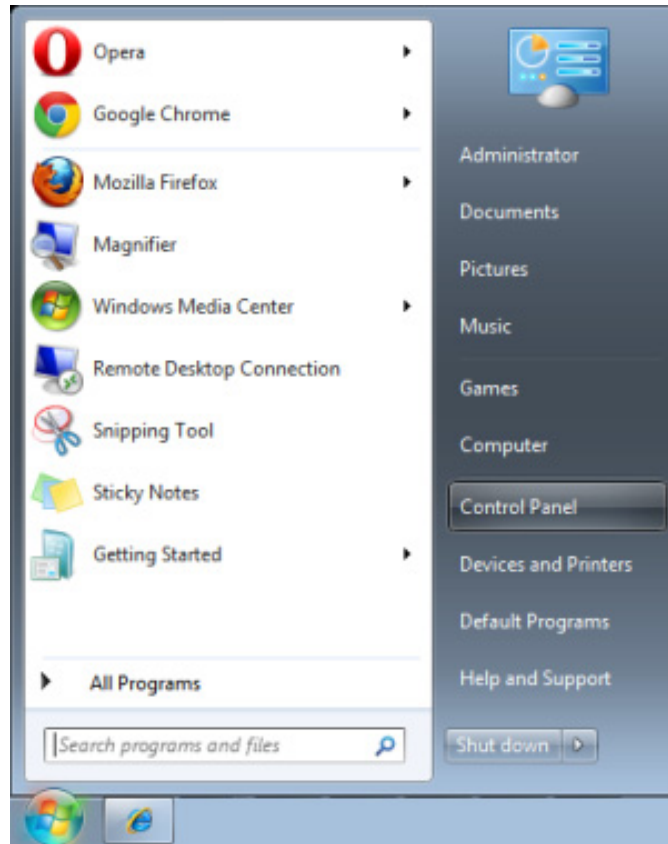 Opera
Google Chrome
Mozilla Firefox
Magnifier
Windows Media Center
Remote Desktop Connection
Snipping Tool
Sticky Notes
Getting Started
All Programs
Search programs and files
Administrator
Documents
Pictures
Music
Games
Computer
Control Panel
Devices and Printers
Default Programs
Help and Support
Shut down